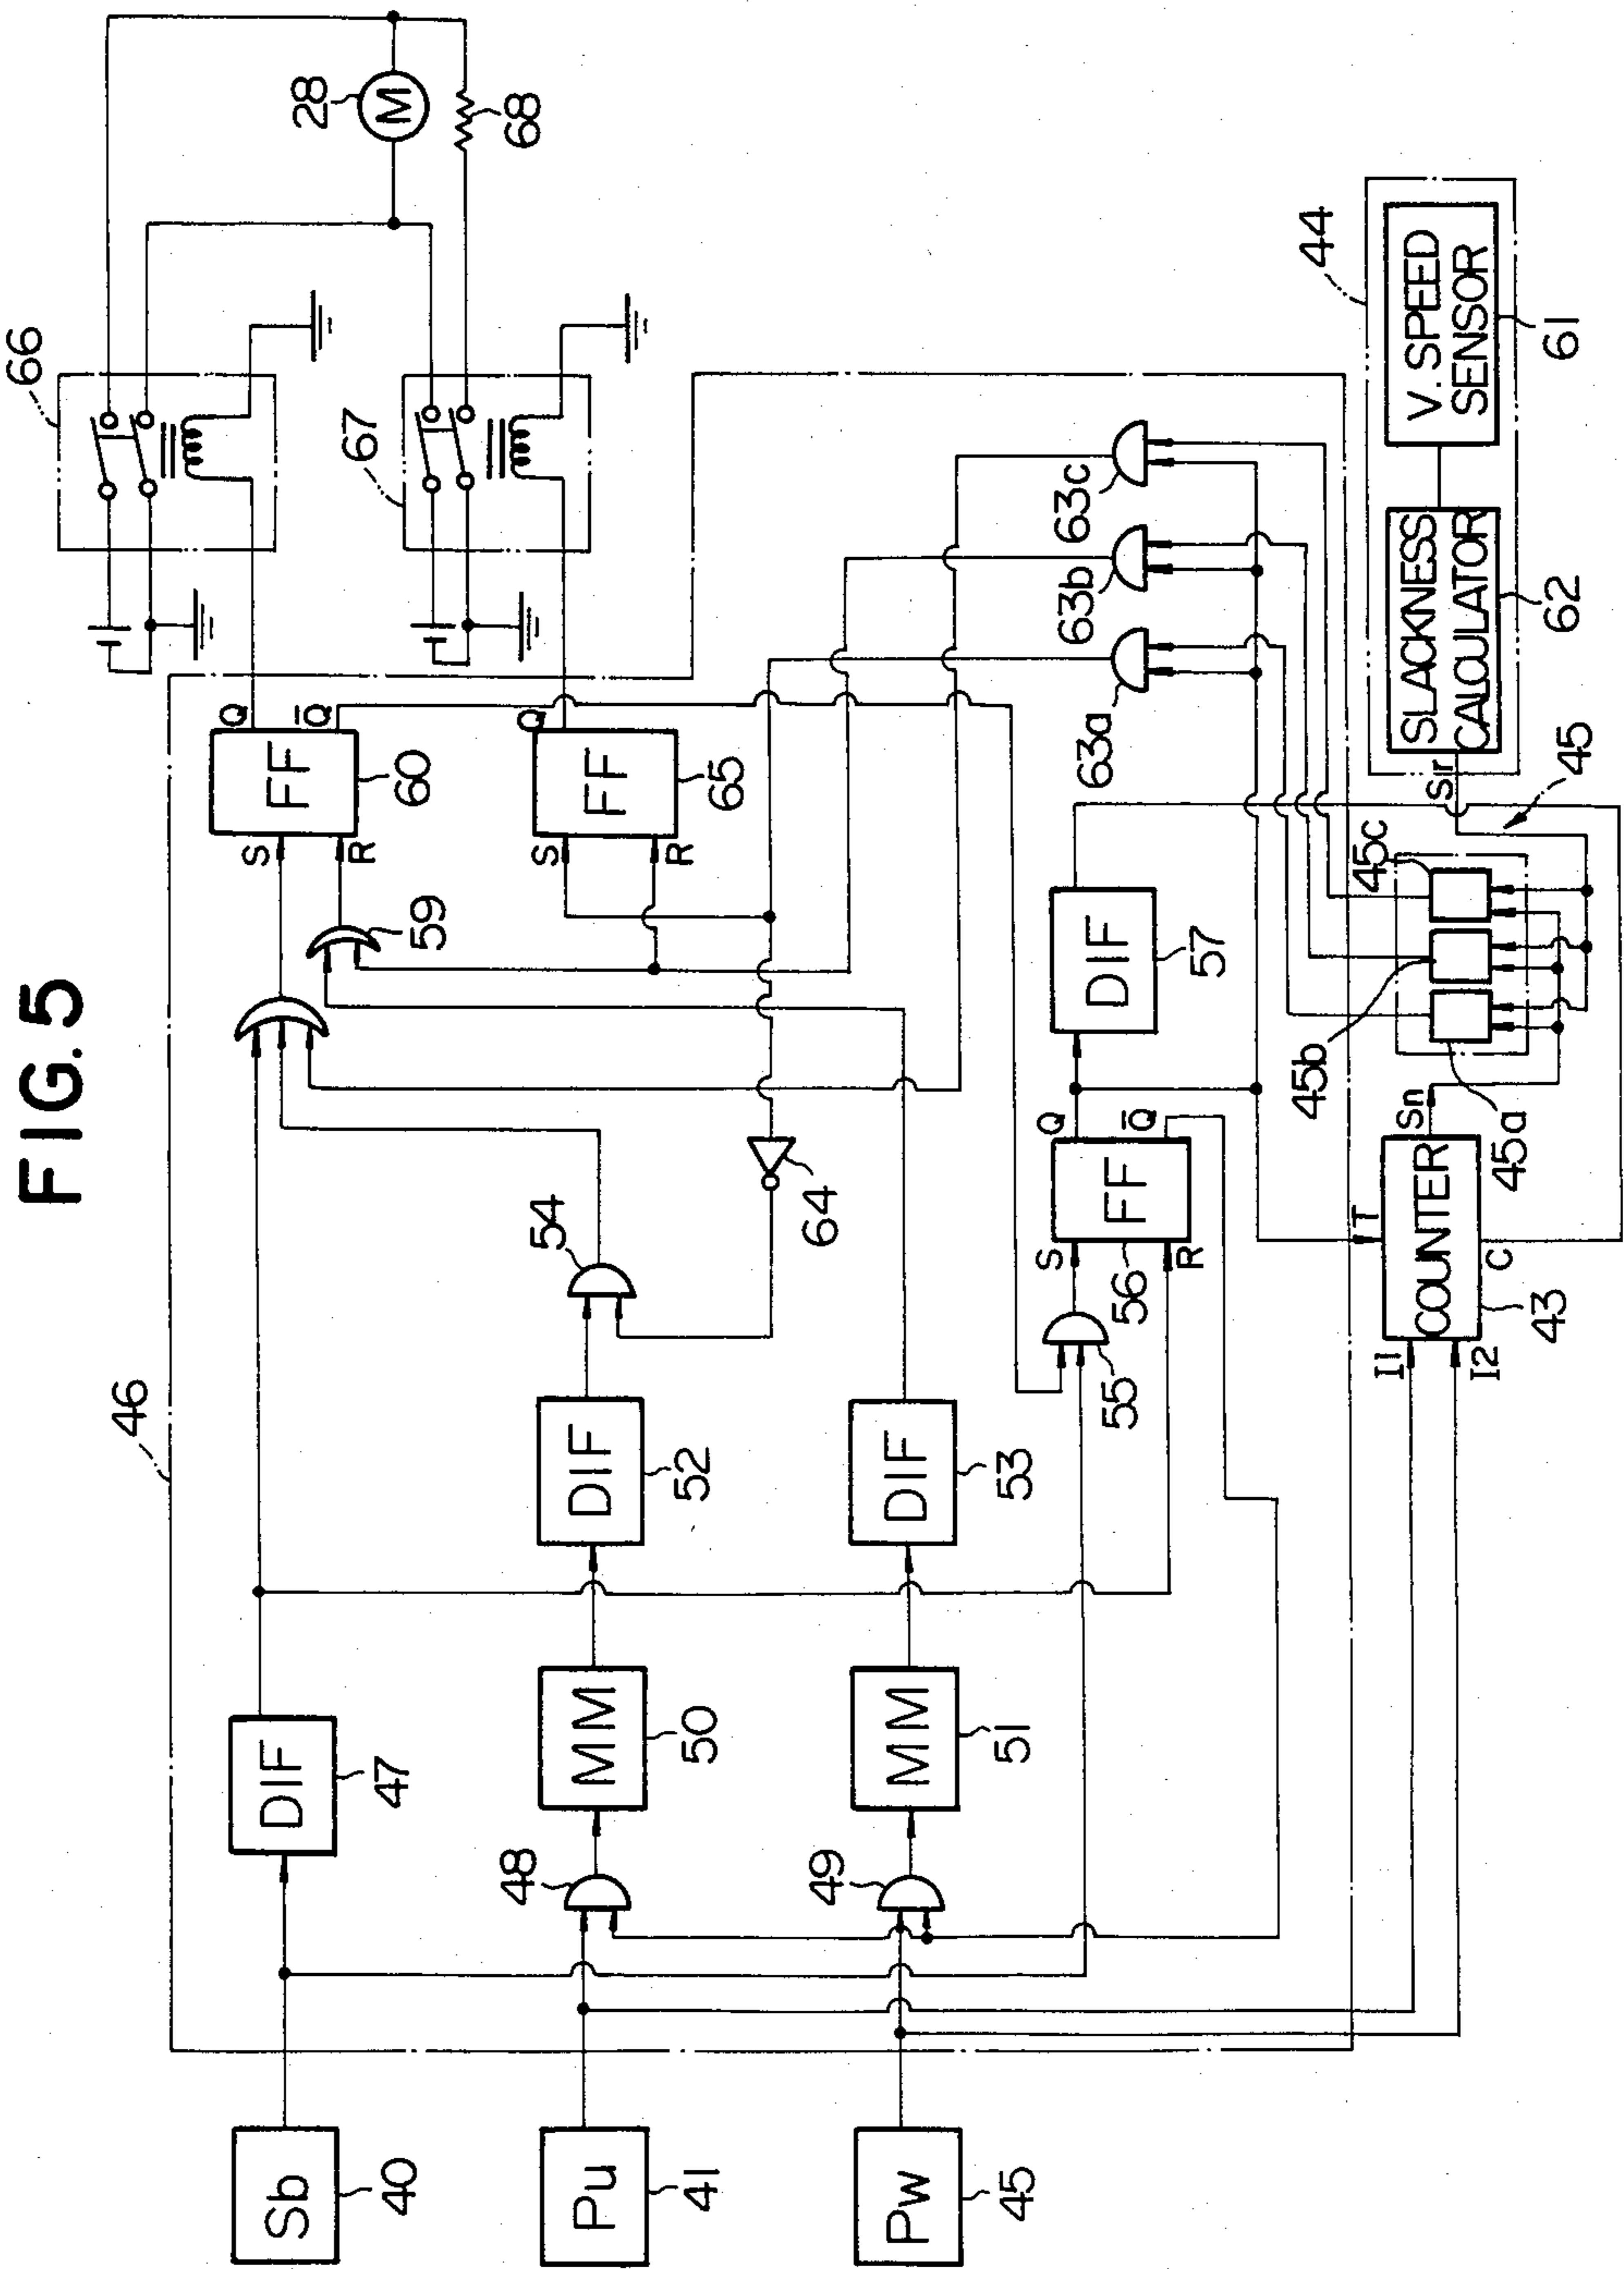 FIG. 5
46
66
28
M
68
67
Sb
40
DIF
47
59
S
R
FF
Q
Q̅
60
Pu
41
48
MM
50
DIF
52
54
64
S
R
FF
Q
65
Pw
45
49
MM
51
DIF
53
55
S
R
FF
56
Q
Q̅
DIF
57
63a
63b
63c
I1
I2
T
COUNTER
C
43
Sn
45a
45b
45c
45
Sr
SLACKNESS
CALCULATOR
62
V. SPEED
SENSOR
61
44